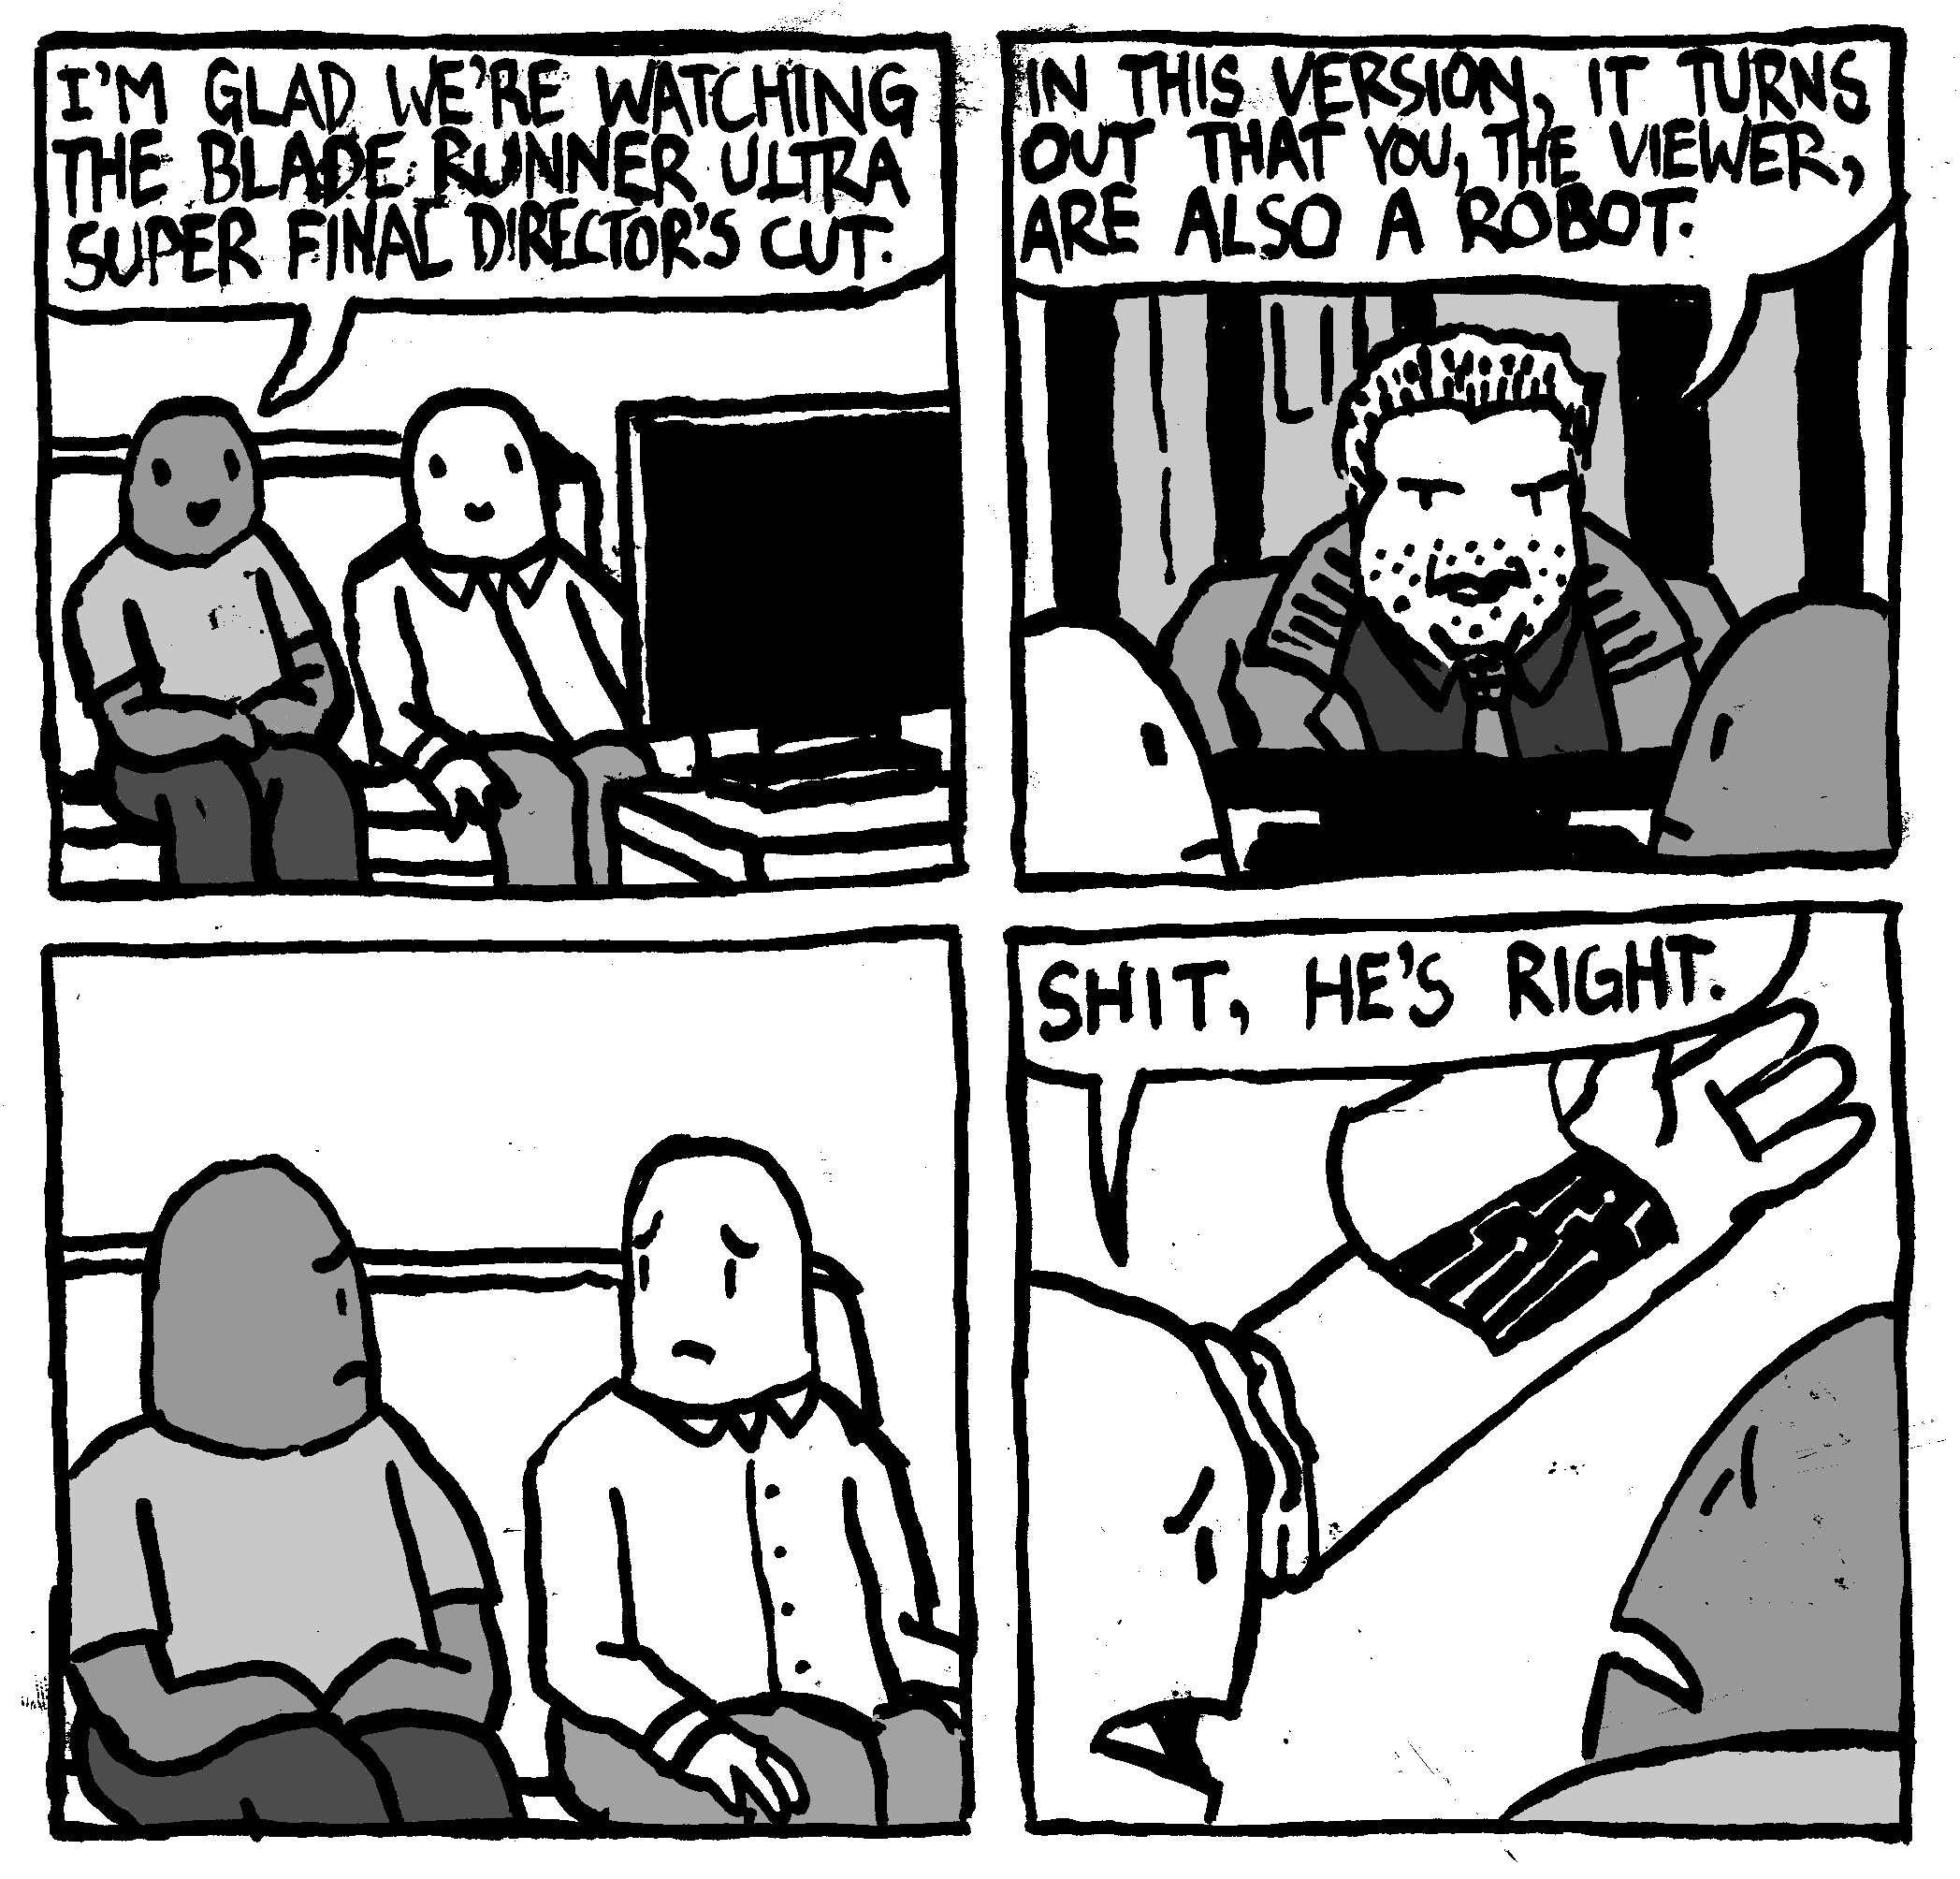 I'M GLAD WE'RE WATCHING
THE BLADE RUNNER ULTRA
SUPER FINAL DIRECTOR'S CUT.
IN THIS VERSION, IT TURNS
OUT THAT YOU, THE VIEWER,
ARE ALSO A ROBOT.
SHIT, HE'S RIGHT.